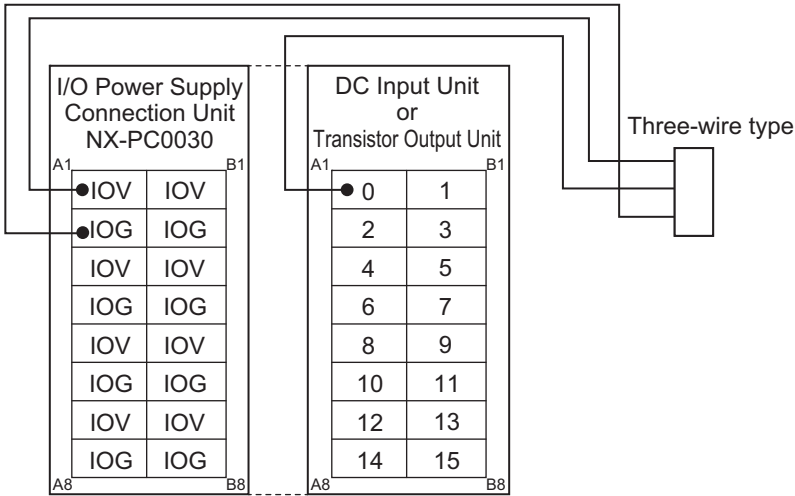 I/O Power Supply
Connection Unit
NX-PC0030
A1 B1
IOV IOV
IOG IOG
IOV IOV
IOG IOG
IOV IOV
IOG IOG
IOV IOV
IOG IOG
A8 B8
DC Input Unit
or
Transistor Output Unit
A1 B1
0 1
2 3
4 5
6 7
8 9
10 11
12 13
14 15
A8 B8
Three-wire type